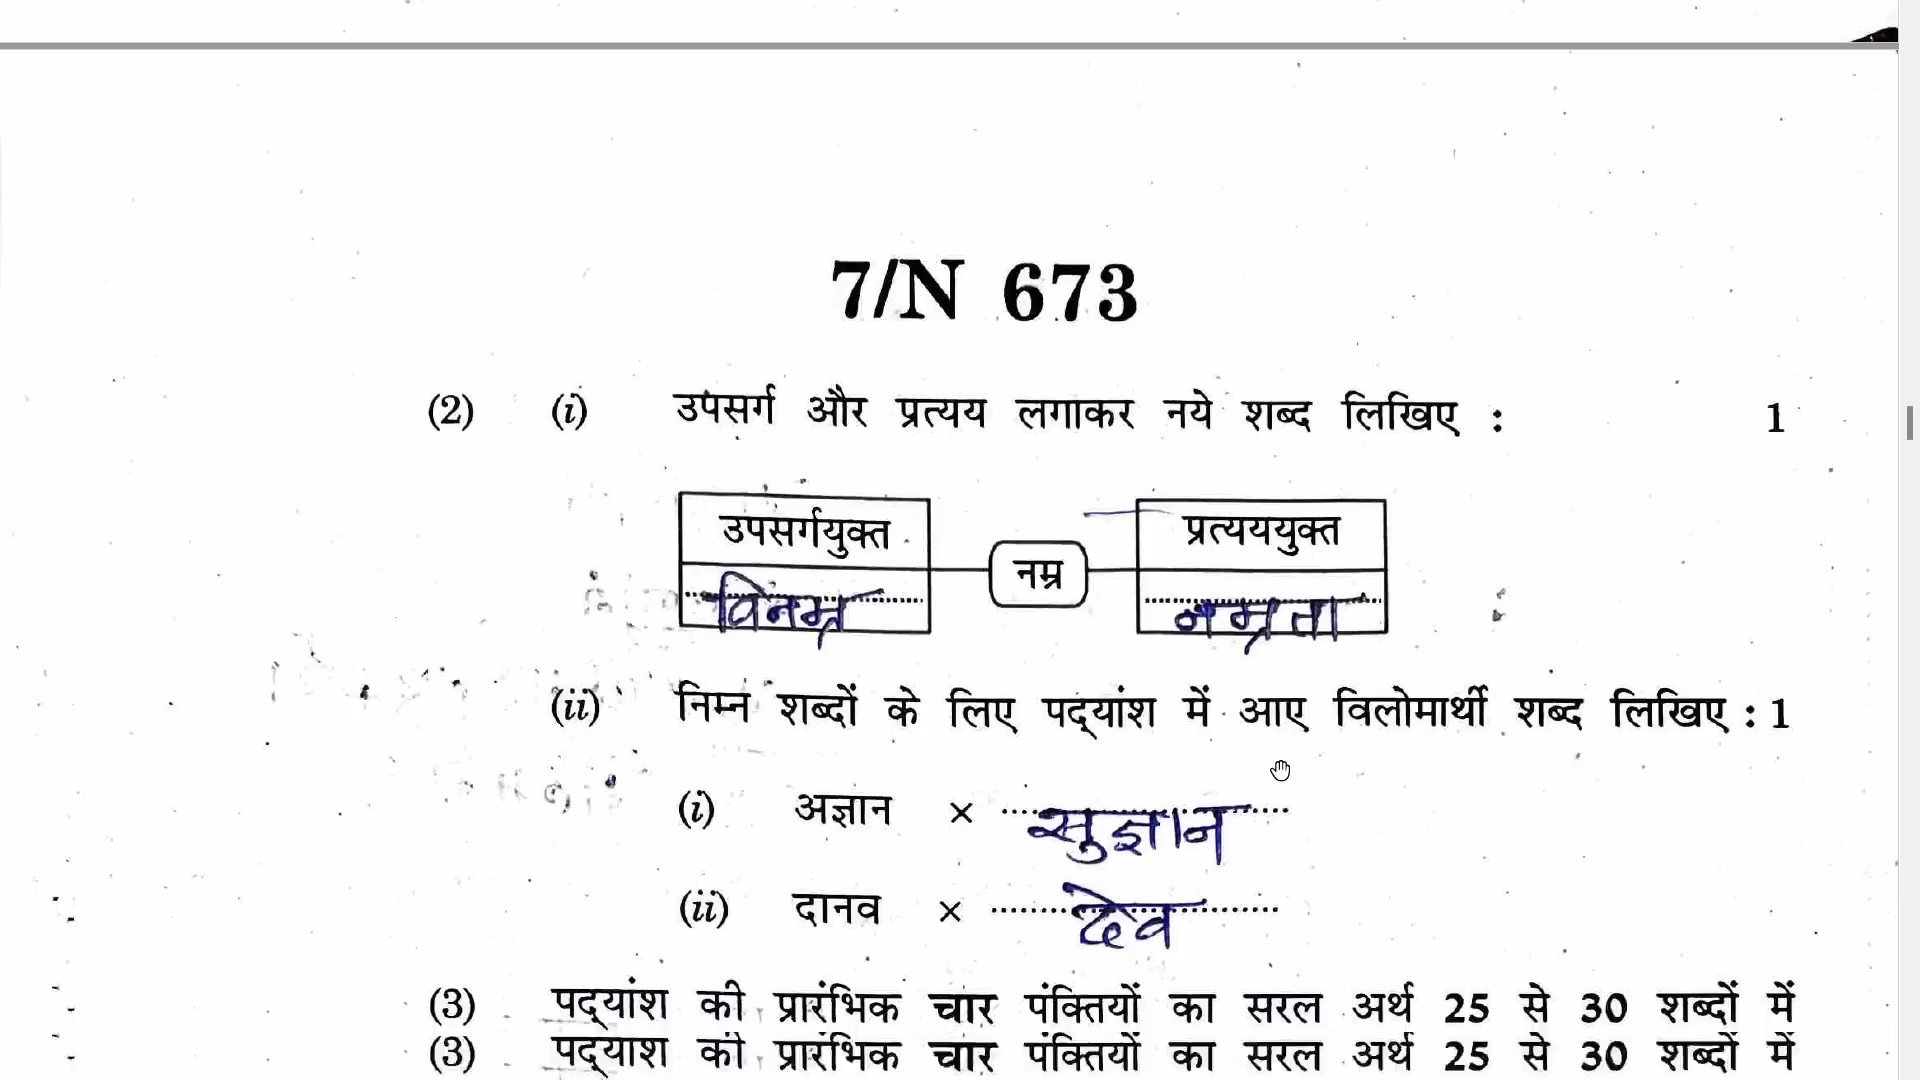 7/N 673
(2) (i) उपसर्ग और प्रत्यय लगाकर नये शब्द लिखिए : 1
उपसर्गयुक्त नम्र प्रत्यययुक्त
विनम्र नम्रता
(ii) निम्न शब्दों के लिए पद्यांश में आए विलोमार्थी शब्द लिखिए : 1
(i) अज्ञान × सुज्ञान
(ii) दानव × देव
(3) पद्यांश की प्रारंभिक चार पंक्तियों का सरल अर्थ 25 से 30 शब्दों में
(3) पद्याश की प्रारंभिक चार पंक्तियों का सरल अर्थ 25 से 30 शब्दों में